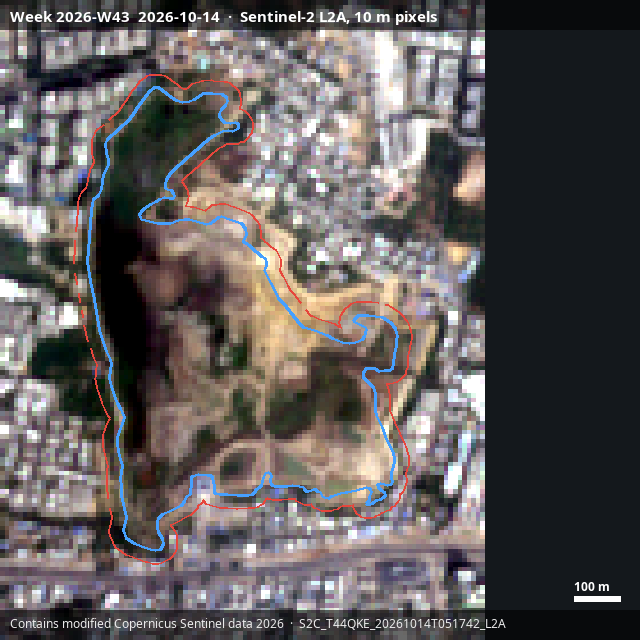 Week 2026-W43  2026-10-14  ·  Sentinel-2 L2A, 10 m pixels
100 m
Contains modified Copernicus Sentinel data 2026  ·  S2C_T44QKE_20261014T051742_L2A